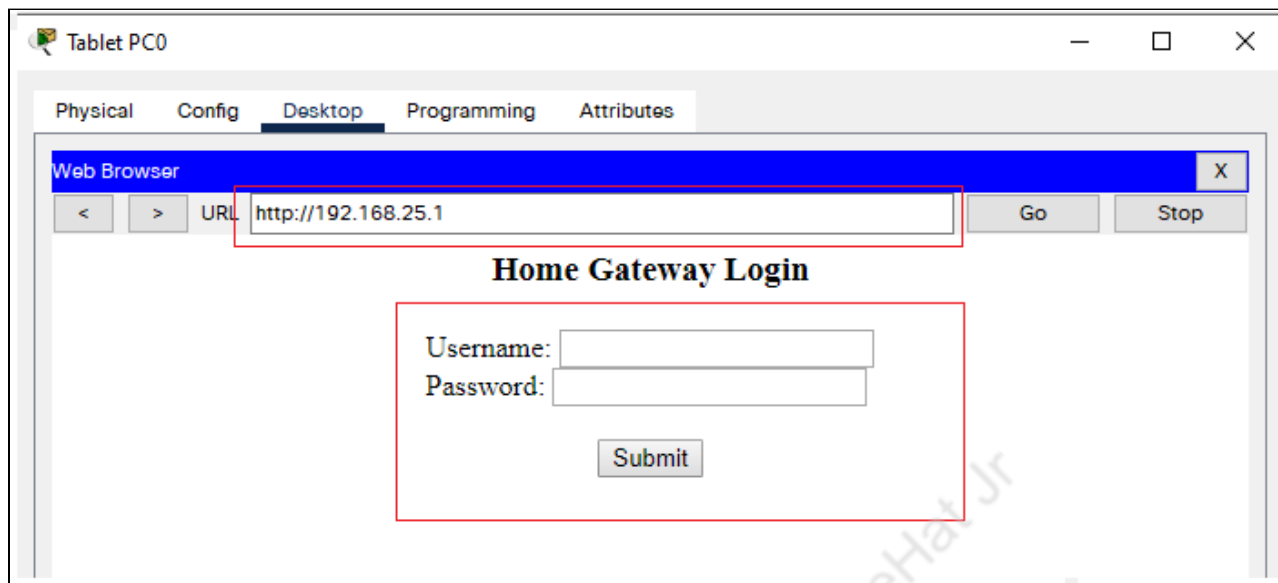 Tablet PC0
Physical Config Desktop Programming Attributes
Web Browser X
< > URL http://192.168.25.1 Go Stop
Home Gateway Login
Username:
Password:
Submit